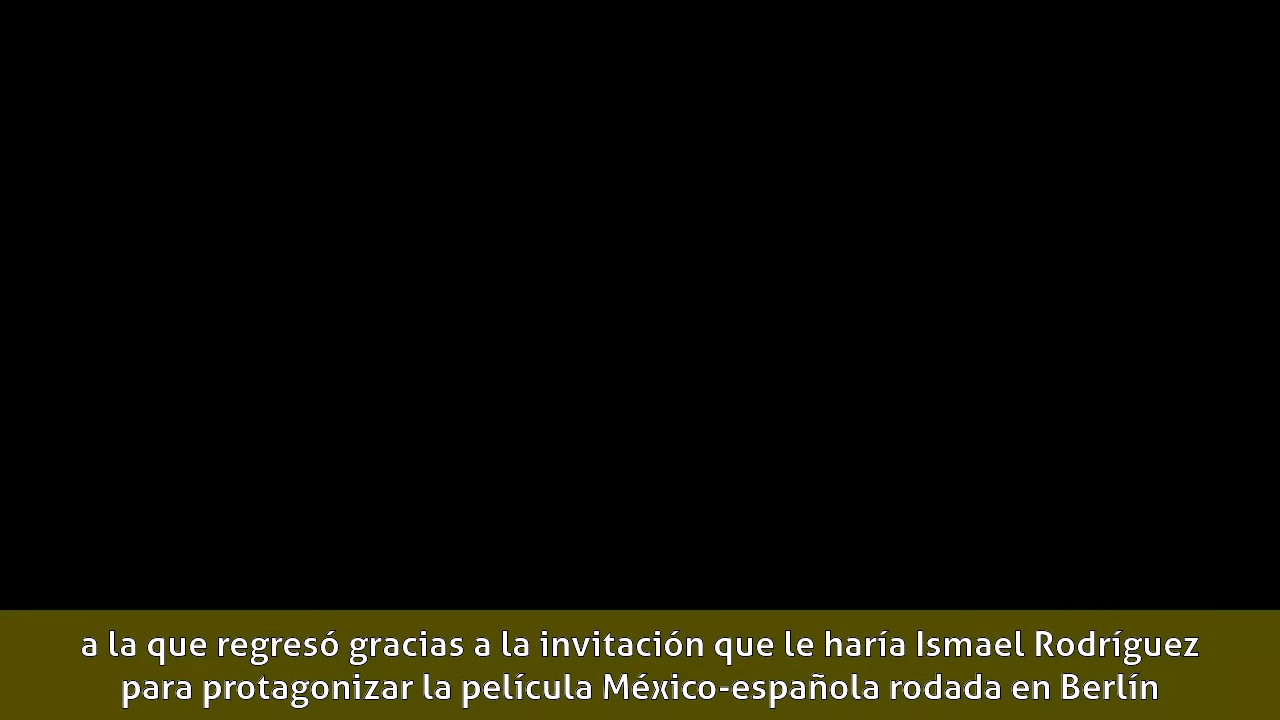 a la que regresó gracias a la invitación que le haría Ismael Rodríguez
para protagonizar la película México-española rodada en Berlín